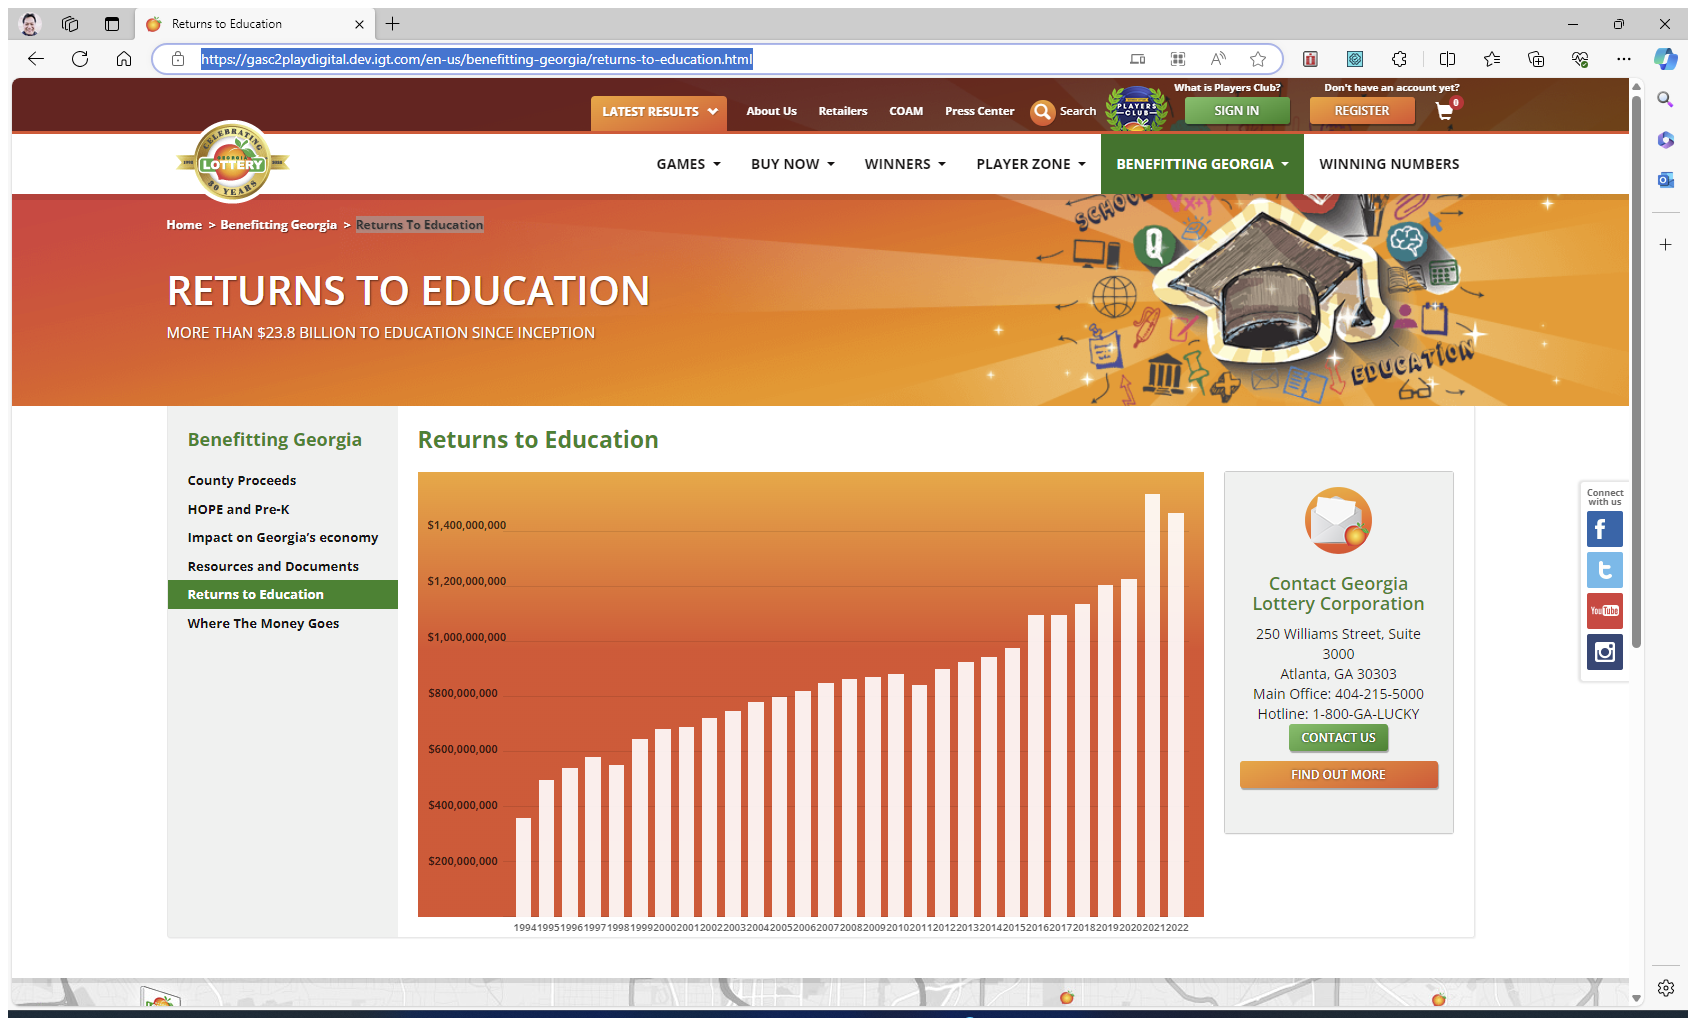 Returns to Education
https://gasc2playdigital.dev.igt.com/en-us/benefitting-georgia/returns-to-education.html
What is Players Club?
Don't have an account yet?
LATEST RESULTS
About Us
Retailers
COAM
Press Center
Search
PLAYERS
CLUB
SIGN IN
REGISTER
0
CELEBRATING
GEORGIA
LOTTERY
30 YEARS
GAMES
BUY NOW
WINNERS
PLAYER ZONE
BENEFITTING GEORGIA
WINNING NUMBERS
Home > Benefitting Georgia > Returns To Education
SCHOOL
VX+Y
Q
EDUCATION
RETURNS TO EDUCATION
MORE THAN $23.8 BILLION TO EDUCATION SINCE INCEPTION
Benefitting Georgia
County Proceeds
HOPE and Pre-K
Impact on Georgia's economy
Resources and Documents
Returns to Education
Where The Money Goes
Returns to Education
$1,400,000,000
$1,200,000,000
$1,000,000,000
$800,000,000
$600,000,000
$400,000,000
$200,000,000
1994 1995 1996 1997 1998 1999 2000 2001 2002 2003 2004 2005 2006 2007 2008 2009 2010 2011 2012 2013 2014 2015 2016 2017 2018 2019 2020 2021 2022
Contact Georgia
Lottery Corporation
250 Williams Street, Suite
3000
Atlanta, GA 30303
Main Office: 404-215-5000
Hotline: 1-800-GA-LUCKY
CONTACT US
FIND OUT MORE
Connect
with us
f
t
YouTube